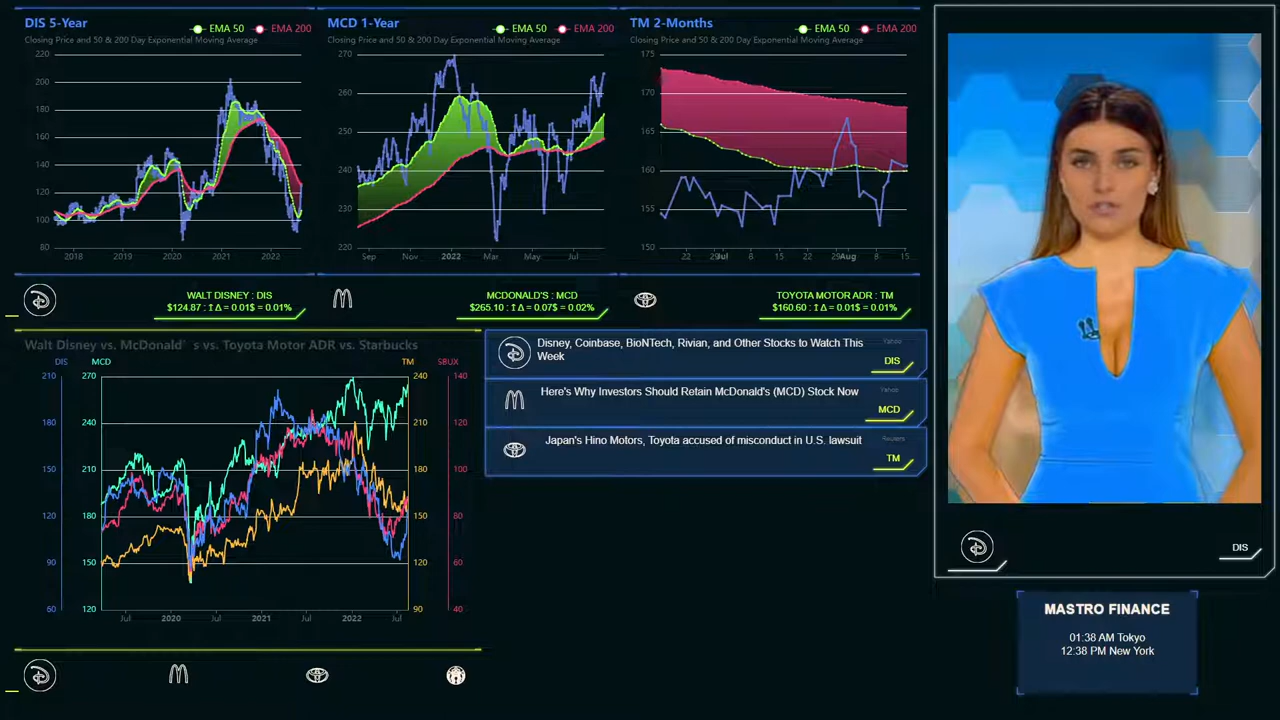 DIS 5-Year
EMA 50 EMA 200
Closing Price and 50 & 200 Day Exponential Moving Average
220
200
180
160
140
120
100
80
2018 2019 2020 2021 2022
MCD 1-Year
EMA 50 EMA 200
Closing Price and 50 & 200 Day Exponential Moving Average
270
260
250
240
230
220
Sep Nov 2022 Mar May Jul
TM 2-Months
EMA 50 EMA 200
Closing Price and 50 & 200 Day Exponential Moving Average
175
170
165
160
155
150
22 29 Jul 8 15 22 29 Aug 8 15
WALT DISNEY : DIS
$124.87 : ↑ Δ = 0.01$ = 0.01%
MCDONALD'S : MCD
$265.10 : ↑ Δ = 0.07$ = 0.02%
TOYOTA MOTOR ADR : TM
$160.60 : ↑ Δ = 0.01$ = 0.01%
Walt Disney vs. McDonald's vs. Toyota Motor ADR vs. Starbucks
DIS MCD TM SBUX
210 270 240 140
180 240 210 120
150 210 180 100
120 180 150 80
90 150 120 60
60 120 90 40
Jul 2020 Jul 2021 Jul 2022 Jul
Disney, Coinbase, BioNTech, Rivian, and Other Stocks to Watch This
Week
Yahoo
DIS
Here's Why Investors Should Retain McDonald's (MCD) Stock Now
Yahoo
MCD
Japan's Hino Motors, Toyota accused of misconduct in U.S. lawsuit
Reuters
TM
DIS
MASTRO FINANCE
01:38 AM Tokyo
12:38 PM New York